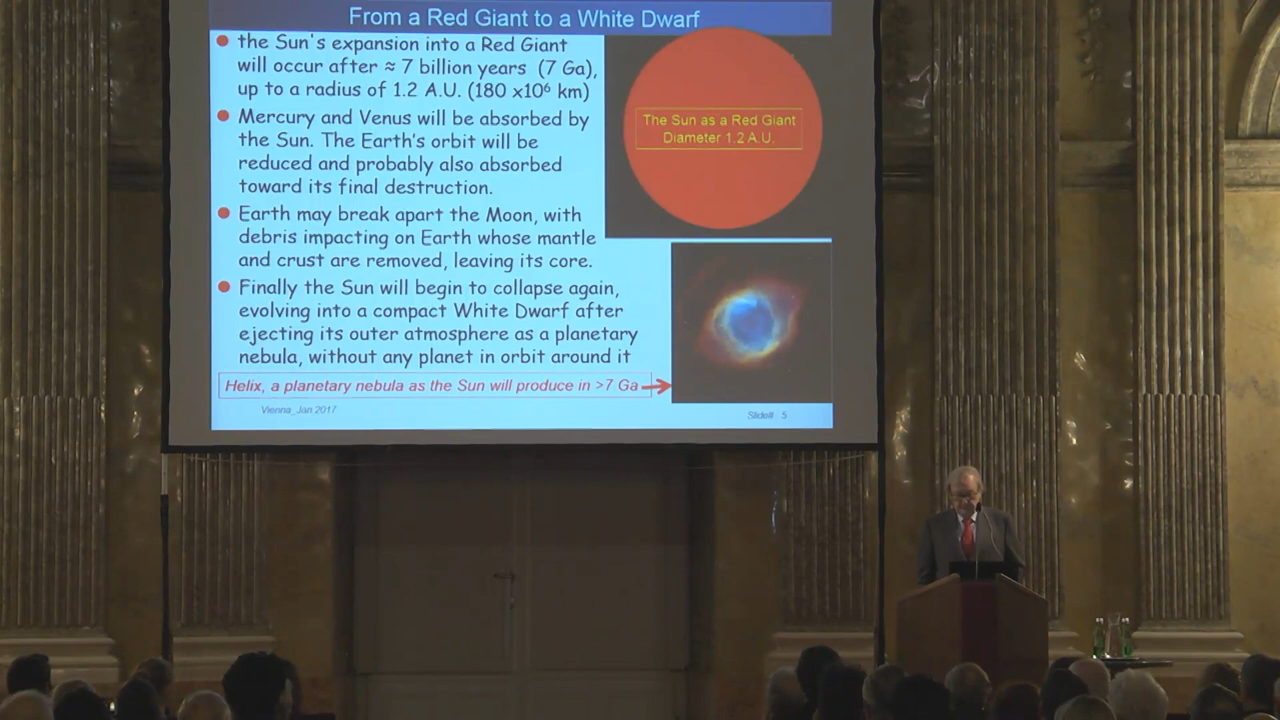 From a Red Giant to a White Dwarf
● the Sun's expansion into a Red Giant
will occur after ≈ 7 billion years (7 Ga),
up to a radius of 1.2 A.U. (180 x10⁶ km)
● Mercury and Venus will be absorbed by
the Sun. The Earth's orbit will be
reduced and probably also absorbed
toward its final destruction.
● Earth may break apart the Moon, with
debris impacting on Earth whose mantle
and crust are removed, leaving its core.
● Finally the Sun will begin to collapse again,
evolving into a compact White Dwarf after
ejecting its outer atmosphere as a planetary
nebula, without any planet in orbit around it
Helix, a planetary nebula as the Sun will produce in >7 Ga
The Sun as a Red Giant
Diameter 1.2 A.U.
Vienna_Jan 2017
Slide# 5